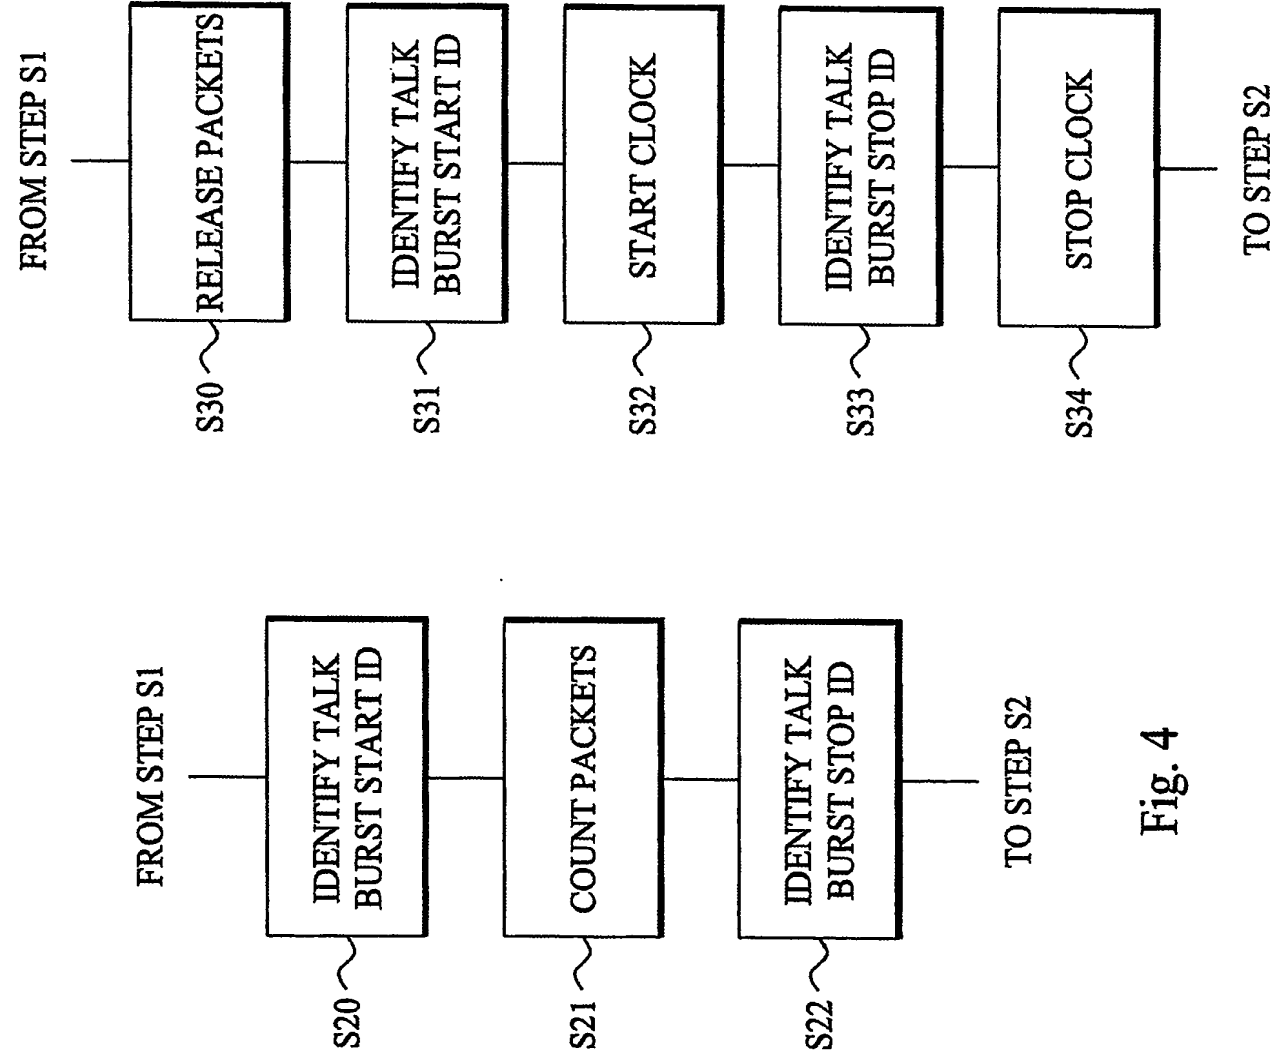 FROM STEP S1
IDENTIFY TALK
BURST START ID
S20
COUNT PACKETS
S21
IDENTIFY TALK
BURST STOP ID
S22
TO STEP S2
Fig. 4
FROM STEP S1
RELEASE PACKETS
S30
IDENTIFY TALK
BURST START ID
S31
START CLOCK
S32
IDENTIFY TALK
BURST STOP ID
S33
STOP CLOCK
S34
TO STEP S2